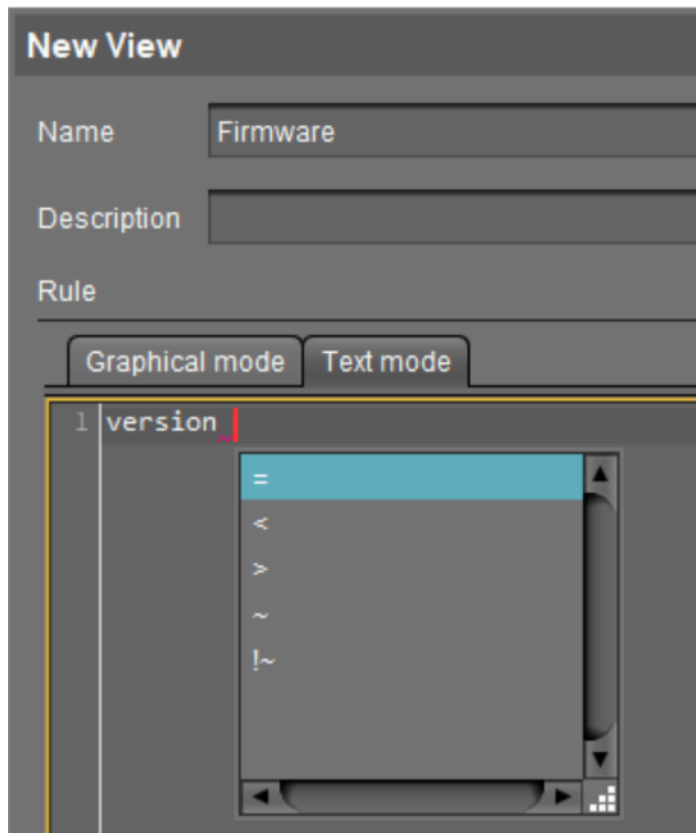 New View
Name Firmware
Description
Rule
Graphical mode Text mode
1 version
=
<
>
~
!~